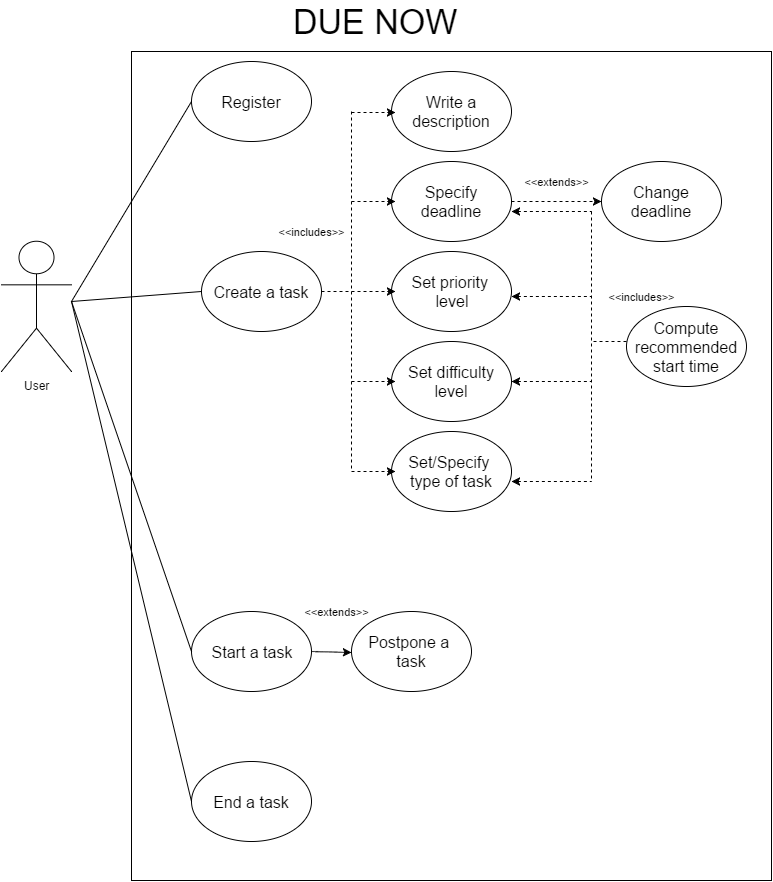 DUE NOW
Register
Write a
description
Specify
deadline
<<extends>>
Change
deadline
<<includes>>
Create a task
Set priority
level
<<includes>>
Compute
recommended
start time
Set difficulty
level
User
Set/Specify
type of task
<<extends>>
Start a task
Postpone a
task
End a task